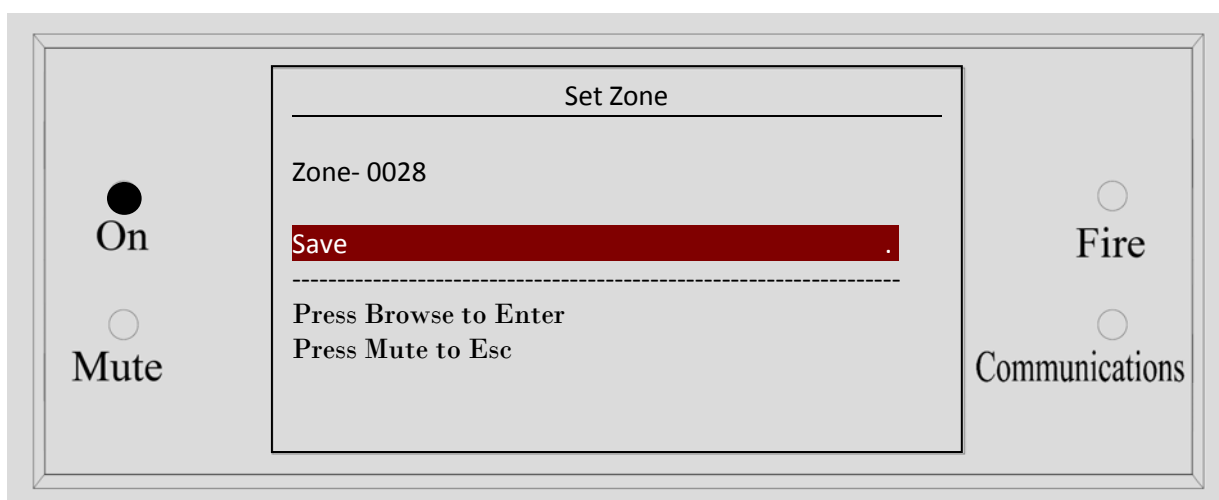 Set Zone
Zone- 0028
On
Save .
Fire
-------------------------------------------------------------------
Press Browse to Enter
Press Mute to Esc
Mute
Communications